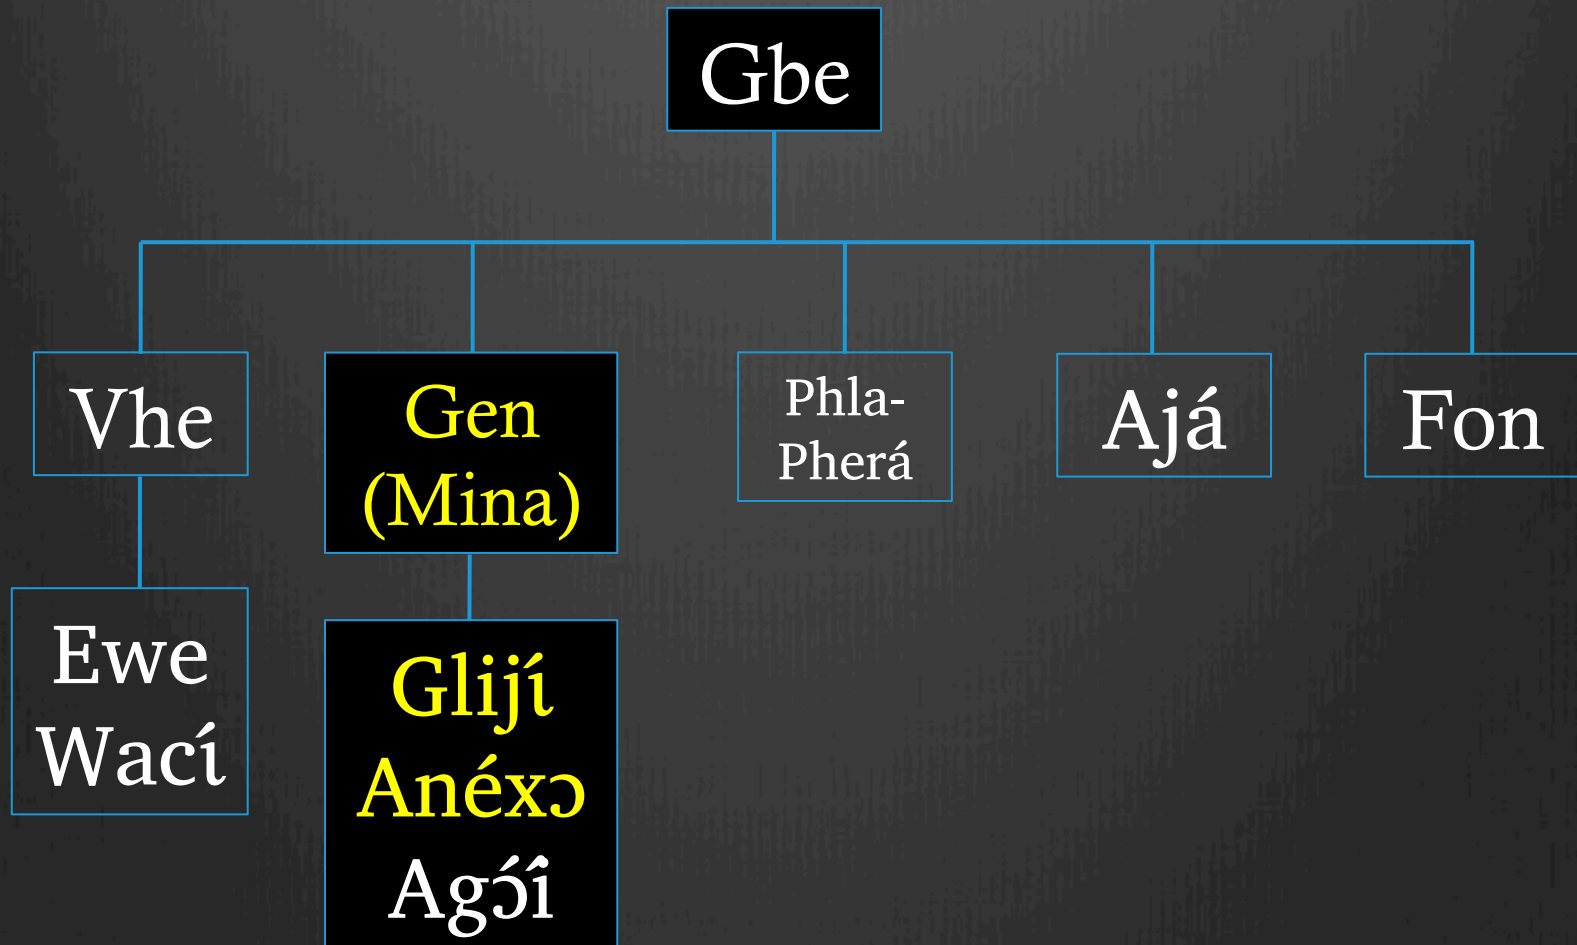 Gbe
Vhe
Gen
(Mina)
Phla-
Pherá
Ajá
Fon
Ewe
Wací
Glijí
Anéxɔ
Agɔ́î